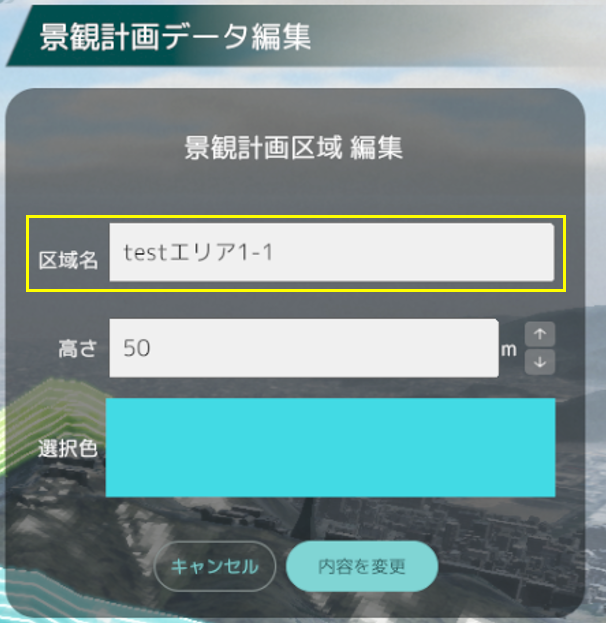 景観計画データ編集
景観計画区域 編集
区域名 testエリア1-1
高さ 50 m ↑ ↓
選択色
キャンセル 内容を変更